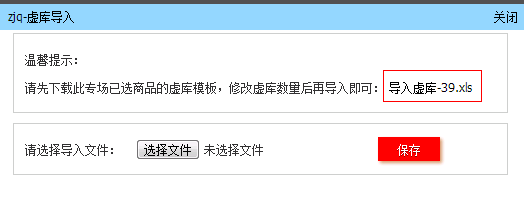 zjq-虚库导入 关闭
温馨提示：
请先下载此专场已选商品的虚库模板，修改虚库数量后再导入即可： 导入虚库-39.xls
请选择导入文件： 选择文件 未选择文件 保存